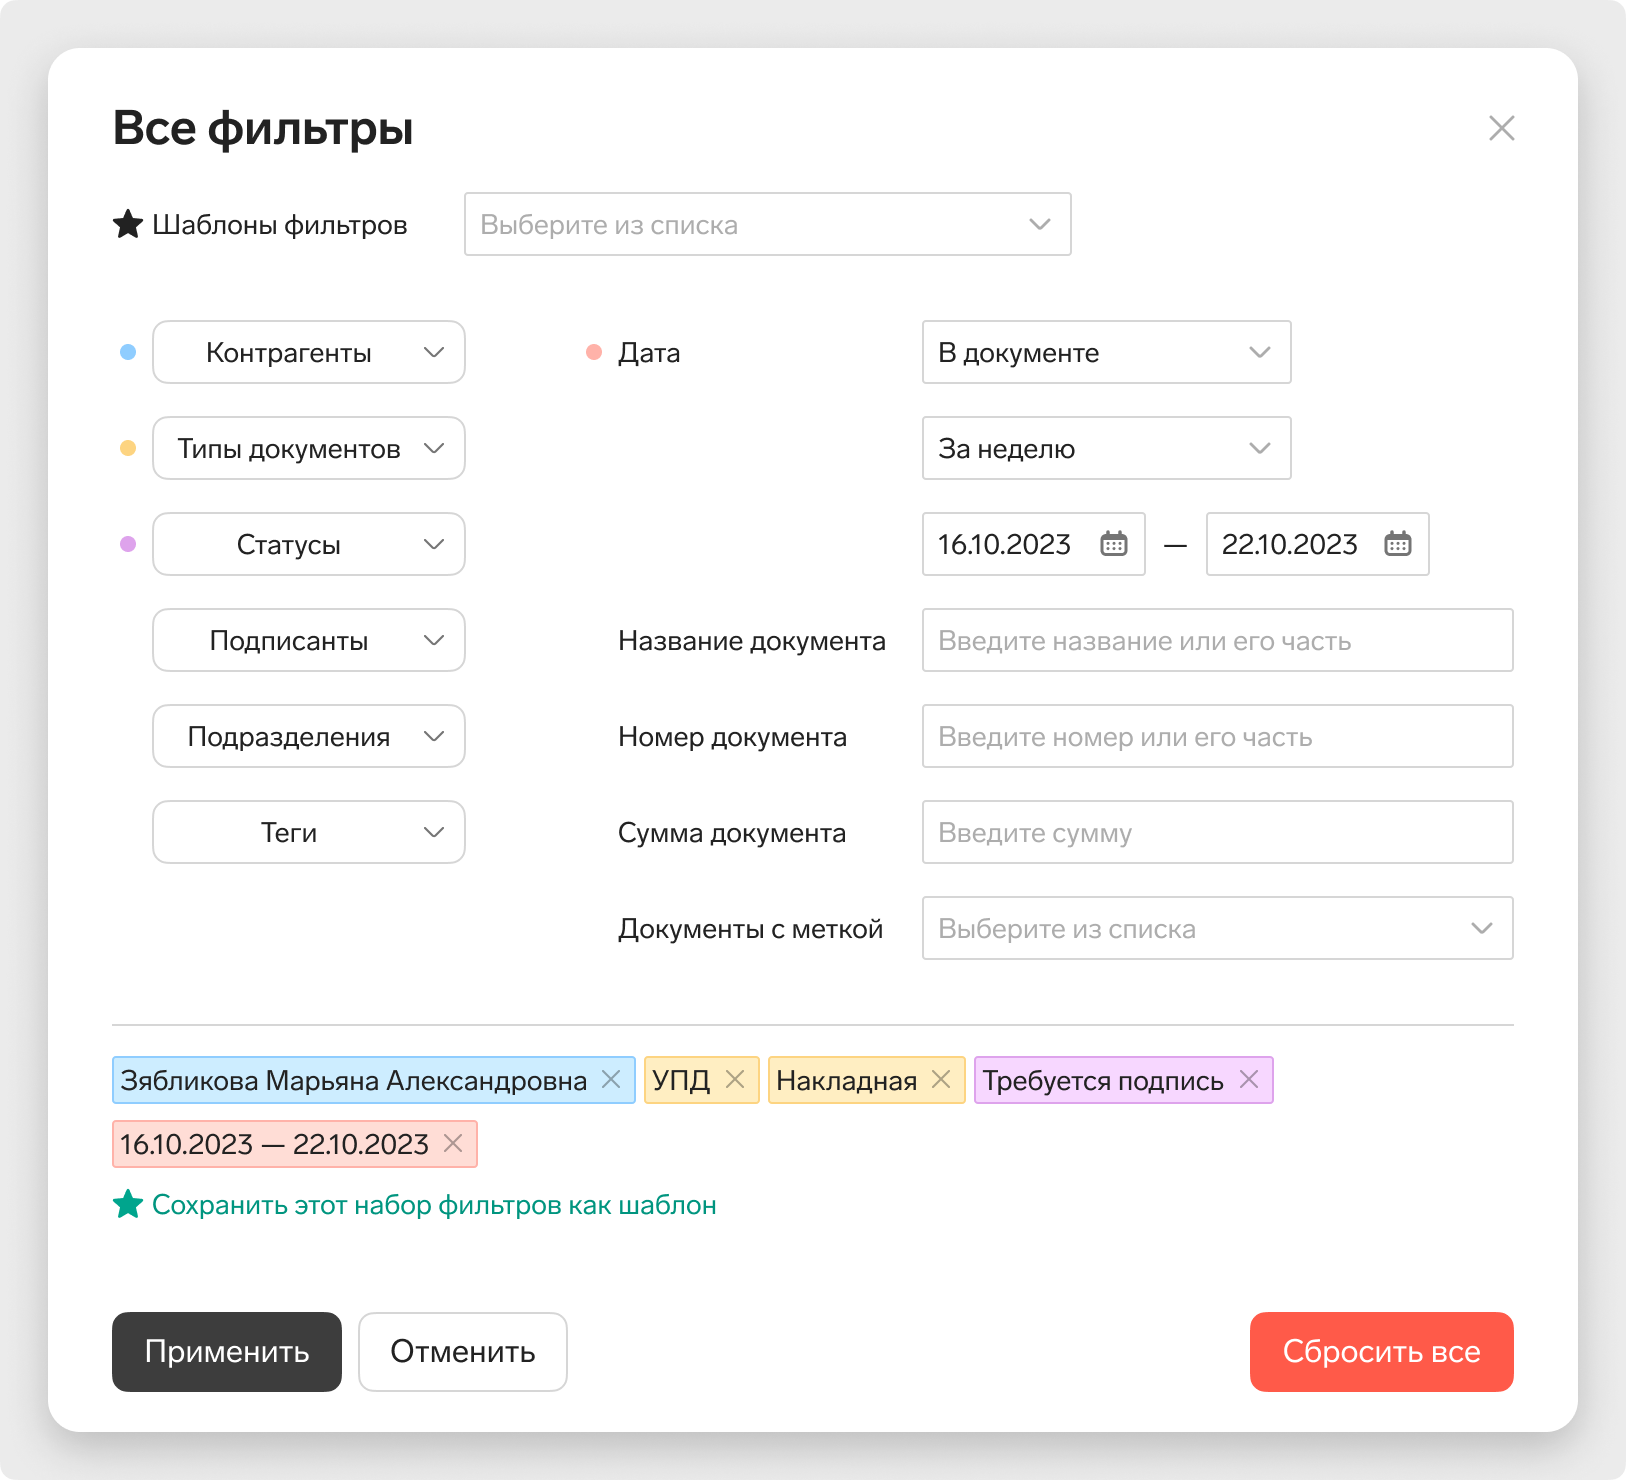 Все фильтры
Шаблоны фильтров Выберите из списка
Контрагенты Дата В документе
Типы документов За неделю
Статусы 16.10.2023 — 22.10.2023
Подписанты Название документа Введите название или его часть
Подразделения Номер документа Введите номер или его часть
Теги Сумма документа Введите сумму
Документы с меткой Выберите из списка
Зябликова Марьяна Александровна УПД Накладная Требуется подпись
16.10.2023 — 22.10.2023
Сохранить этот набор фильтров как шаблон
Применить Отменить Сбросить все